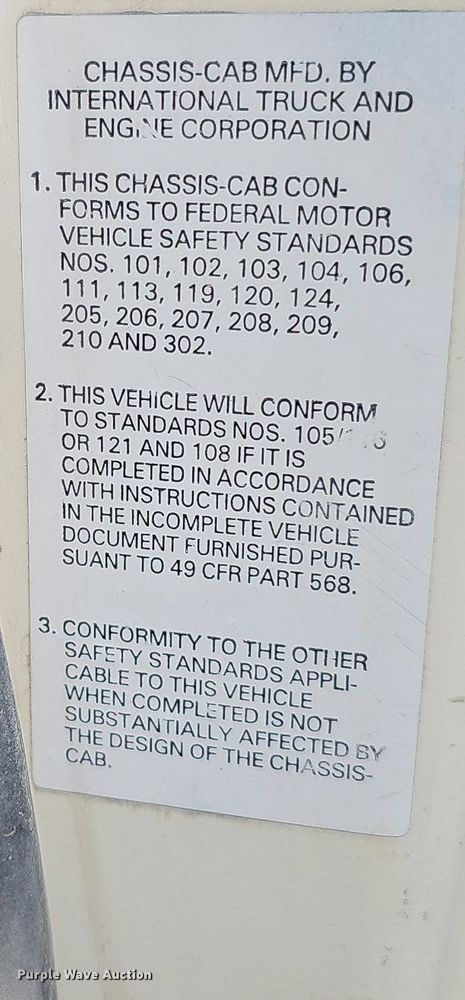 CHASSIS-CAB MFD. BY
INTERNATIONAL TRUCK AND
ENGINE CORPORATION
1. THIS CHASSIS-CAB CON-
FORMS TO FEDERAL MOTOR
VEHICLE SAFETY STANDARDS
NOS. 101, 102, 103, 104, 106,
111, 113, 119, 120, 124,
205, 206, 207, 208, 209,
210 AND 302.
2. THIS VEHICLE WILL CONFORM
TO STANDARDS NOS. 105/
OR 121 AND 108 IF IT IS
COMPLETED IN ACCORDANCE
WITH INSTRUCTIONS CONTAINED
IN THE INCOMPLETE VEHICLE
DOCUMENT FURNISHED PUR-
SUANT TO 49 CFR PART 568.
3. CONFORMITY TO THE OTHER
SAFETY STANDARDS APPLI-
CABLE TO THIS VEHICLE
WHEN COMPLETED IS NOT
SUBSTANTIALLY AFFECTED BY
THE DESIGN OF THE CHASSIS-
CAB.
Purple Wave Auction